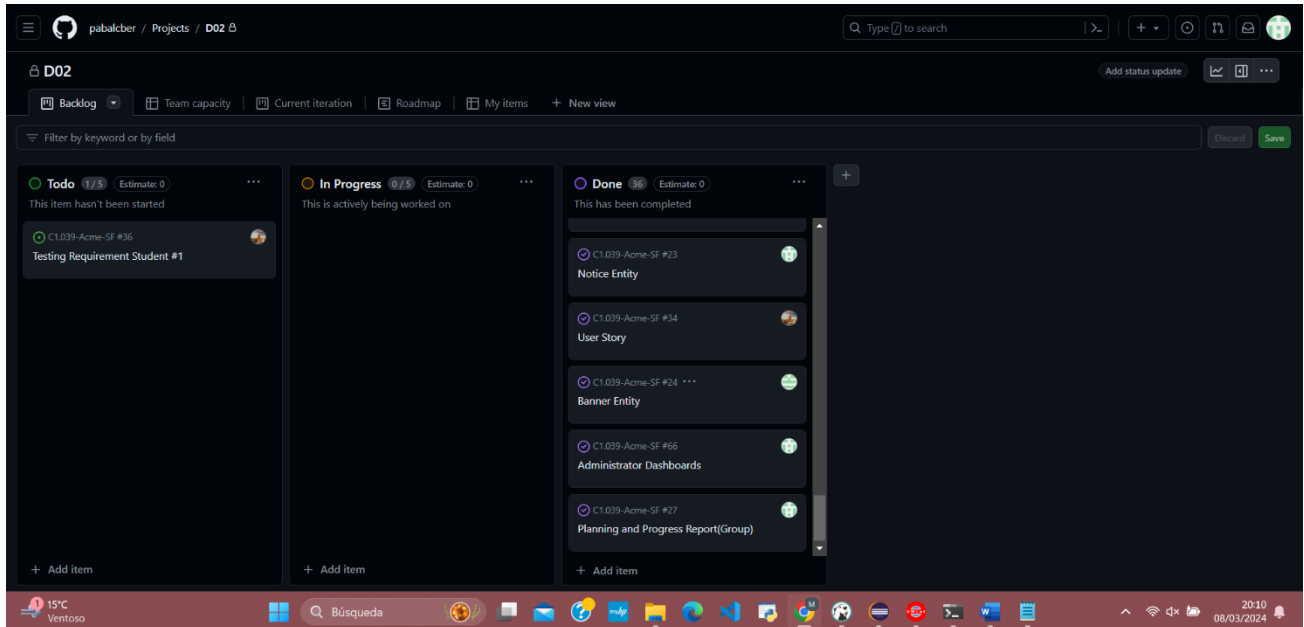 pabalcber / Projects / D02
Type / to search
D02
Add status update
Backlog
Team capacity
Current iteration
Roadmap
My items
+ New view
Filter by keyword or by field
Discard
Save
Todo 1/5 Estimate: 0
This item hasn't been started
C1.039-Acme-SF #36
Testing Requirement Student #1
+ Add item
In Progress 0/5 Estimate: 0
This is actively being worked on
+ Add item
Done 36 Estimate: 0
This has been completed
C1.039-Acme-SF #23
Notice Entity
C1.039-Acme-SF #34
User Story
C1.039-Acme-SF #24
Banner Entity
C1.039-Acme-SF #66
Administrator Dashboards
C1.039-Acme-SF #27
Planning and Progress Report(Group)
+ Add item
1
15°C
Ventoso
Búsqueda
20:10
08/03/2024